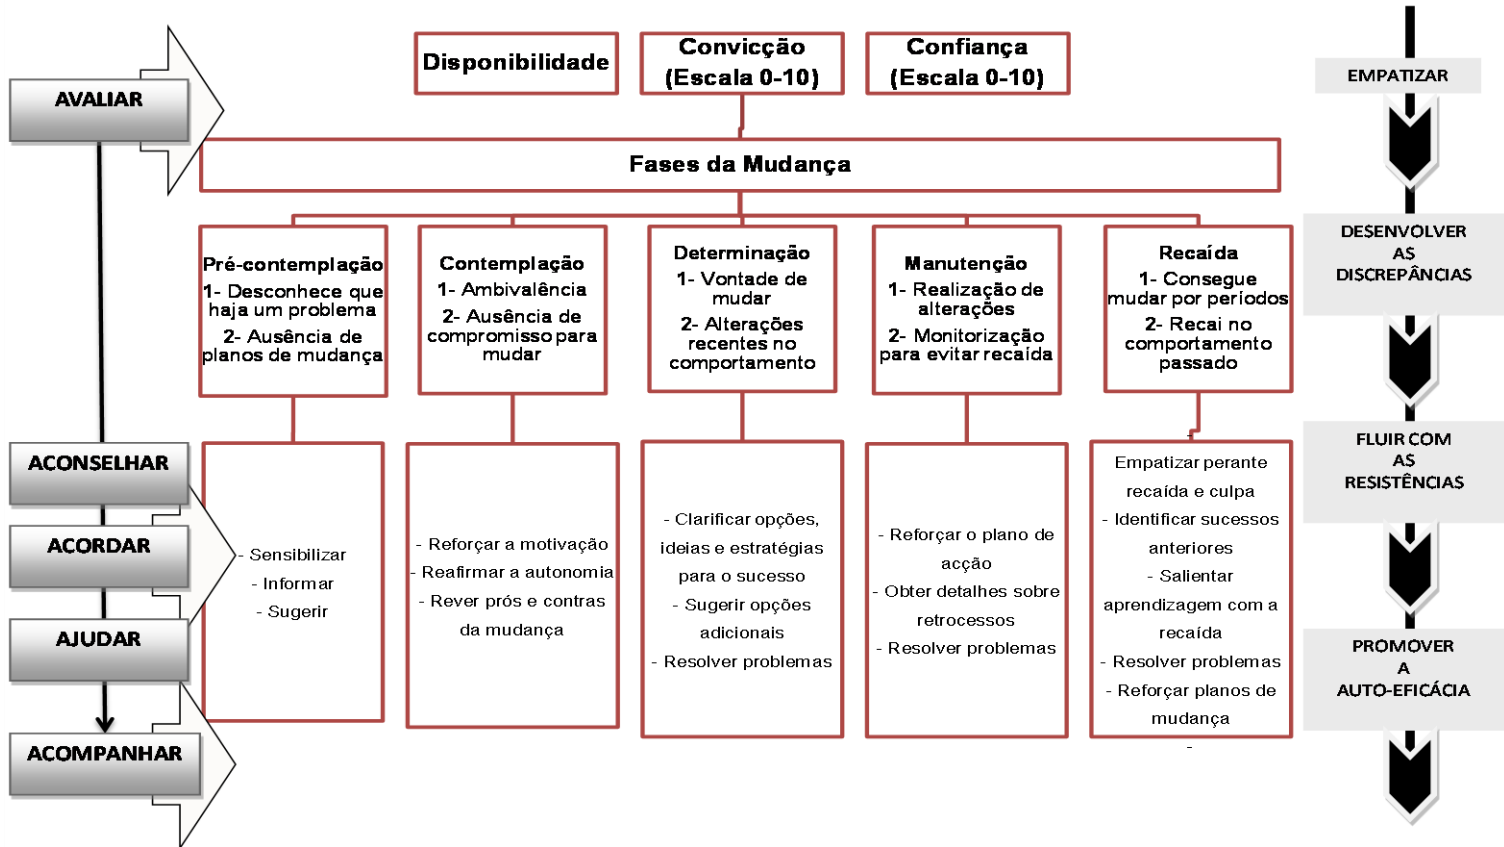 AVALIAR
Disponibilidade
Convicção
(Escala 0-10)
Confiança
(Escala 0-10)
Fases da Mudança
Pré-contemplação
1- Desconhece que
haja um problema
2- Ausência de
planos de mudança
Contemplação
1- Ambivalência
2- Ausência de
compromisso para
mudar
Determinação
1- Vontade de
mudar
2- Alterações
recentes no
comportamento
Manutenção
1- Realização de
alterações
2- Monitorização
para evitar recaída
Recaída
1- Consegue
mudar por períodos
2- Recai no
comportamento
passado
ACONSELHAR
ACORDAR
AJUDAR
ACOMPANHAR
- Sensibilizar
- Informar
- Sugerir
- Reforçar a motivação
- Reafirmar a autonomia
- Rever prós e contras
da mudança
- Clarificar opções,
ideias e estratégias
para o sucesso
- Sugerir opções
adicionais
- Resolver problemas
- Reforçar o plano de
acção
- Obter detalhes sobre
retrocessos
- Resolver problemas
-
Empatizar perante
recaída e culpa
- Identificar sucessos
anteriores
- Salientar
aprendizagem com a
recaída
- Resolver problemas
- Reforçar planos de
mudança
-
EMPATIZAR
DESENVOLVER
AS
DISCREPÂNCIAS
FLUIR COM
AS
RESISTÊNCIAS
PROMOVER
A
AUTO-EFICÁCIA